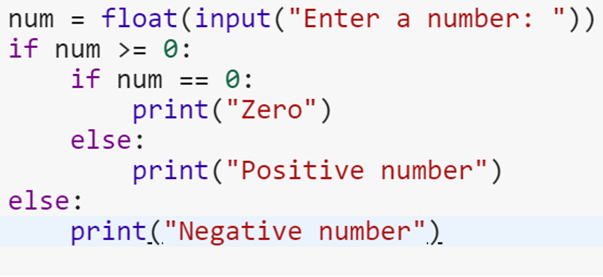 num = float(input("Enter a number: "))
if num >= 0:
    if num == 0:
        print("Zero")
    else:
        print("Positive number")
else:
    print("Negative number")